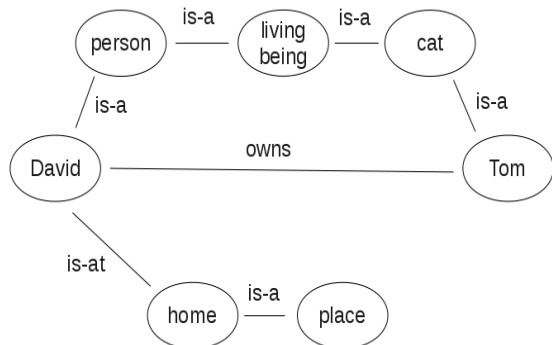 is-a
is-a
person
living
being
cat
is-a
is-a
owns
David
Tom
is-at
is-a
home
place